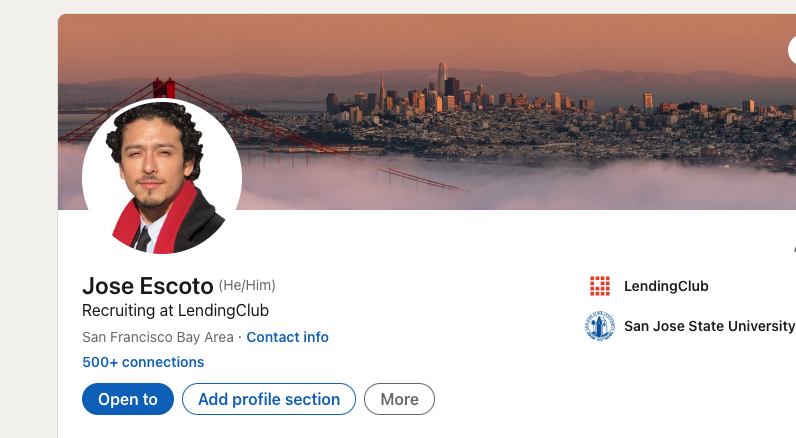 Jose Escoto (He/Him)
Recruiting at LendingClub
San Francisco Bay Area · Contact info
500+ connections
Open to
Add profile section
More
LendingClub
San Jose State University